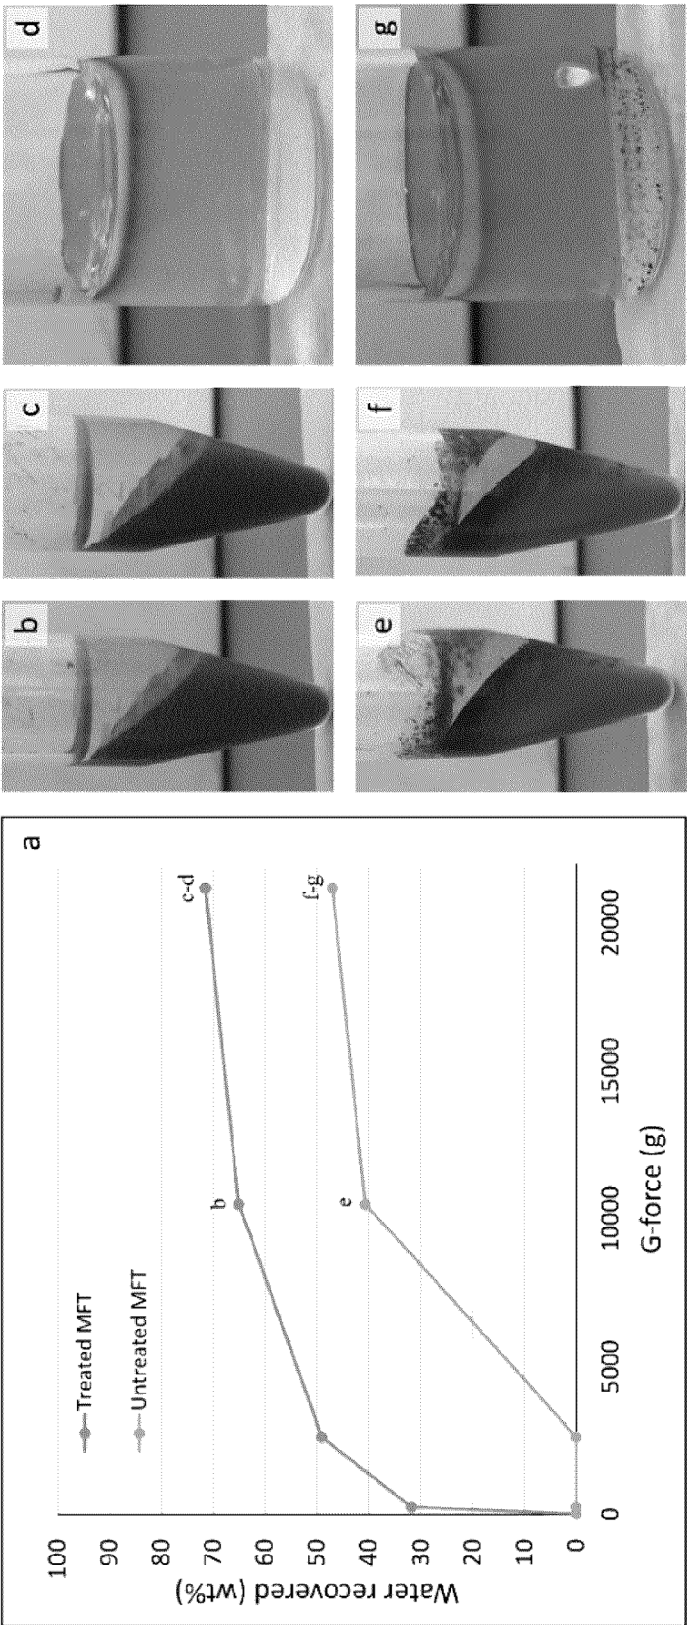 a
Treated MFT
Untreated MFT
Water recovered (wt%)
100
90
80
70
60
50
40
30
20
10
0
c-d
b
f-g
e
0
5000
10000
15000
20000
G-force (g)
b
c
d
e
f
g